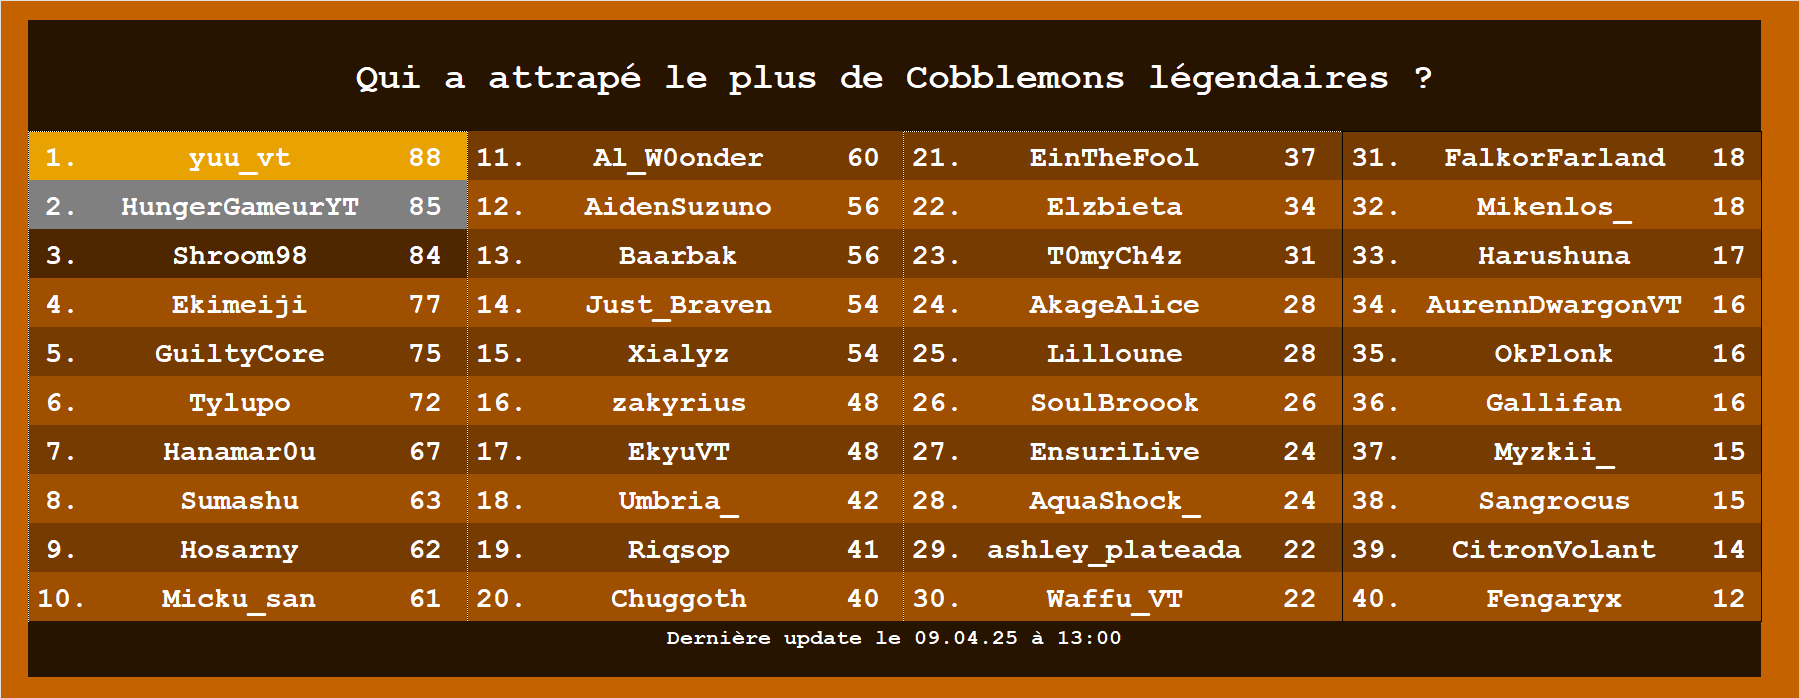 Qui a attrapé le plus de Cobblemons légendaires ?
1. yuu_vt 88
2. HungerGameurYT 85
3. Shroom98 84
4. Ekimeiji 77
5. GuiltyCore 75
6. Tylupo 72
7. Hanamar0u 67
8. Sumashu 63
9. Hosarny 62
10. Micku_san 61
11. Al_W0onder 60
12. AidenSuzuno 56
13. Baarbak 56
14. Just_Braven 54
15. Xialyz 54
16. zakyrius 48
17. EkyuVT 48
18. Umbria_ 42
19. Riqsop 41
20. Chuggoth 40
21. EinTheFool 37
22. Elzbieta 34
23. T0myCh4z 31
24. AkageAlice 28
25. Lilloune 28
26. SoulBroook 26
27. EnsuriLive 24
28. AquaShock_ 24
29. ashley_plateada 22
30. Waffu_VT 22
31. FalkorFarland 18
32. Mikenlos_ 18
33. Harushuna 17
34. AurennDwargonVT 16
35. OkPlonk 16
36. Gallifan 16
37. Myzkii_ 15
38. Sangrocus 15
39. CitronVolant 14
40. Fengaryx 12
Dernière update le 09.04.25 à 13:00